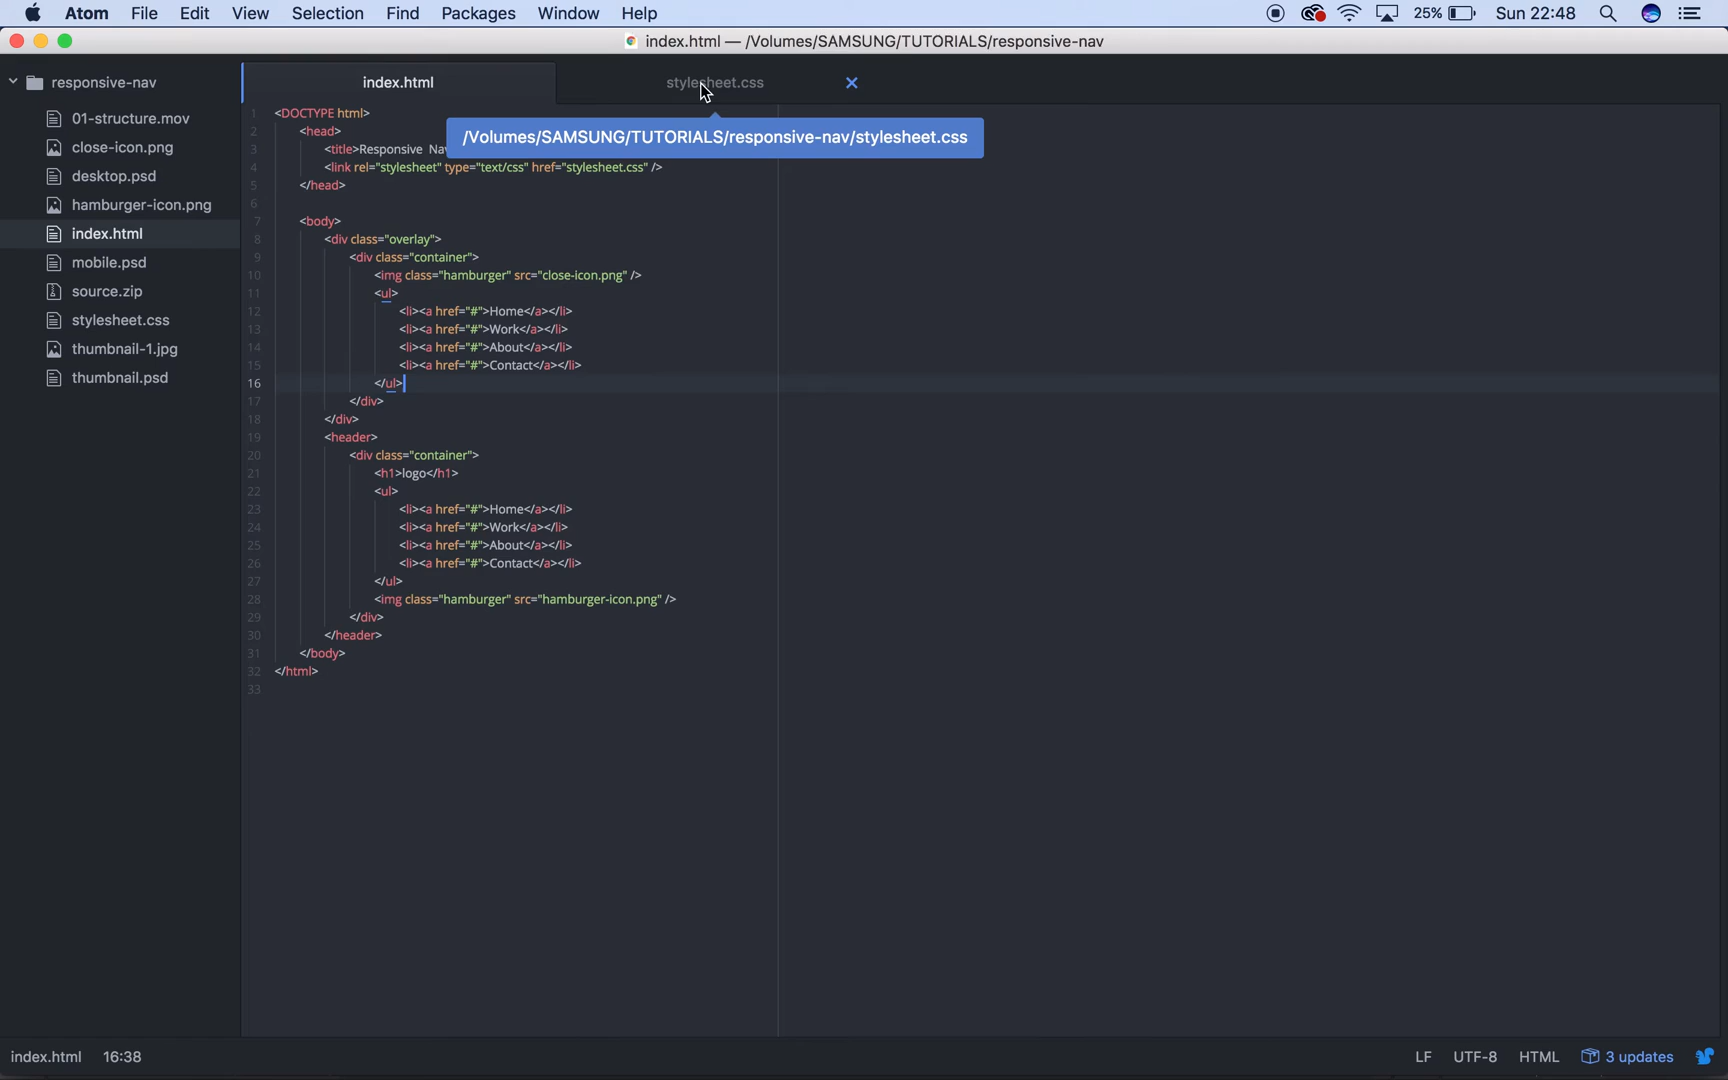 Atom File Edit View Selection Find Packages Window Help 25% Sun 22:48
index.html — /Volumes/SAMSUNG/TUTORIALS/responsive-nav
responsive-nav
01-structure.mov
close-icon.png
desktop.psd
hamburger-icon.png
index.html
mobile.psd
source.zip
stylesheet.css
thumbnail-1.jpg
thumbnail.psd
index.html stylesheet.css
/Volumes/SAMSUNG/TUTORIALS/responsive-nav/stylesheet.css
1 <DOCTYPE html>
2 <head>
3 <title>Responsive
4 <link rel="stylesheet" type="text/css" href="stylesheet.css" />
5 </head>
6
7 <body>
8 <div class="overlay">
9 <div class="container">
10 <img class="hamburger" src="close-icon.png" />
11 <ul>
12 <li><a href="#">Home</a></li>
13 <li><a href="#">Work</a></li>
14 <li><a href="#">About</a></li>
15 <li><a href="#">Contact</a></li>
16 </ul>
17 </div>
18 </div>
19 <header>
20 <div class="container">
21 <h1>logo</h1>
22 <ul>
23 <li><a href="#">Home</a></li>
24 <li><a href="#">Work</a></li>
25 <li><a href="#">About</a></li>
26 <li><a href="#">Contact</a></li>
27 </ul>
28 <img class="hamburger" src="hamburger-icon.png" />
29 </div>
30 </header>
31 </body>
32 </html>
33
index.html 16:38 LF UTF-8 HTML 3 updates